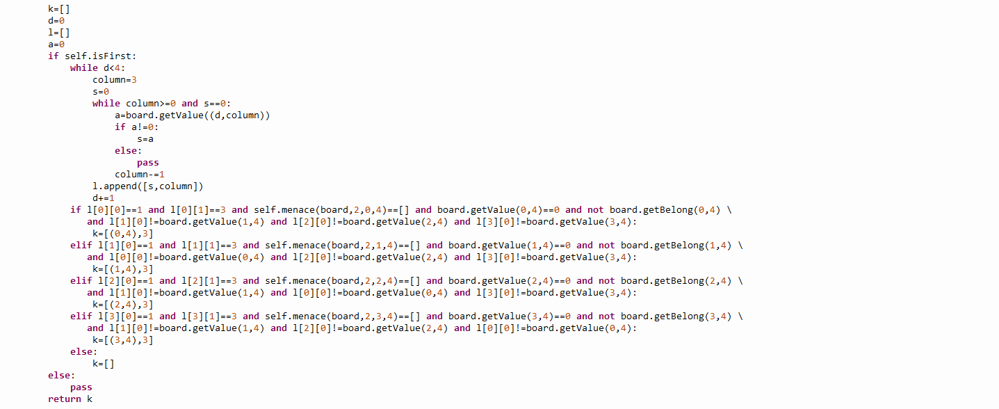 k=[]
d=0
l=[]
a=0
if self.isFirst:
    while d<4:
        column=3
        s=0
        while column>=0 and s==0:
            a=board.getValue((d,column))
            if a!=0:
                s=a
            else:
                pass
            column-=1
        l.append([s,column])
        d+=1
    if l[0][0]==1 and l[0][1]==3 and self.menace(board,2,0,4)==[] and board.getValue(0,4)==0 and not board.getBelong(0,4) \
       and l[1][0]!=board.getValue(1,4) and l[2][0]!=board.getValue(2,4) and l[3][0]!=board.getValue(3,4):
        k=[(0,4),3]
    elif l[1][0]==1 and l[1][1]==3 and self.menace(board,2,1,4)==[] and board.getValue(1,4)==0 and not board.getBelong(1,4) \
       and l[0][0]!=board.getValue(0,4) and l[2][0]!=board.getValue(2,4) and l[3][0]!=board.getValue(3,4):
        k=[(1,4),3]
    elif l[2][0]==1 and l[2][1]==3 and self.menace(board,2,2,4)==[] and board.getValue(2,4)==0 and not board.getBelong(2,4) \
       and l[1][0]!=board.getValue(1,4) and l[0][0]!=board.getValue(0,4) and l[3][0]!=board.getValue(3,4):
        k=[(2,4),3]
    elif l[3][0]==1 and l[3][1]==3 and self.menace(board,2,3,4)==[] and board.getValue(3,4)==0 and not board.getBelong(3,4) \
       and l[1][0]!=board.getValue(1,4) and l[2][0]!=board.getValue(2,4) and l[0][0]!=board.getValue(0,4):
        k=[(3,4),3]
    else:
        k=[]
else:
    pass
return k